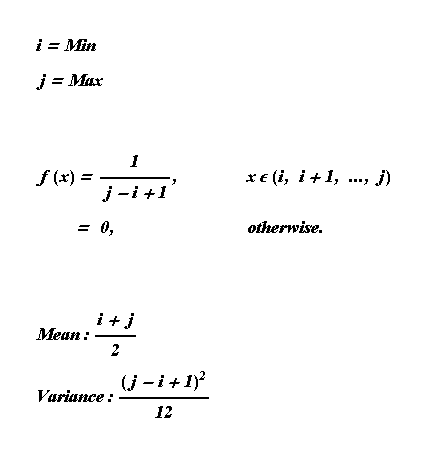 i = Min
j = Max
f (x) = 1 / (j – i + 1), x ϵ (i, i + 1, ..., j)
= 0, otherwise.
Mean : (i + j) / 2
Variance : (j – i + 1)² / 12